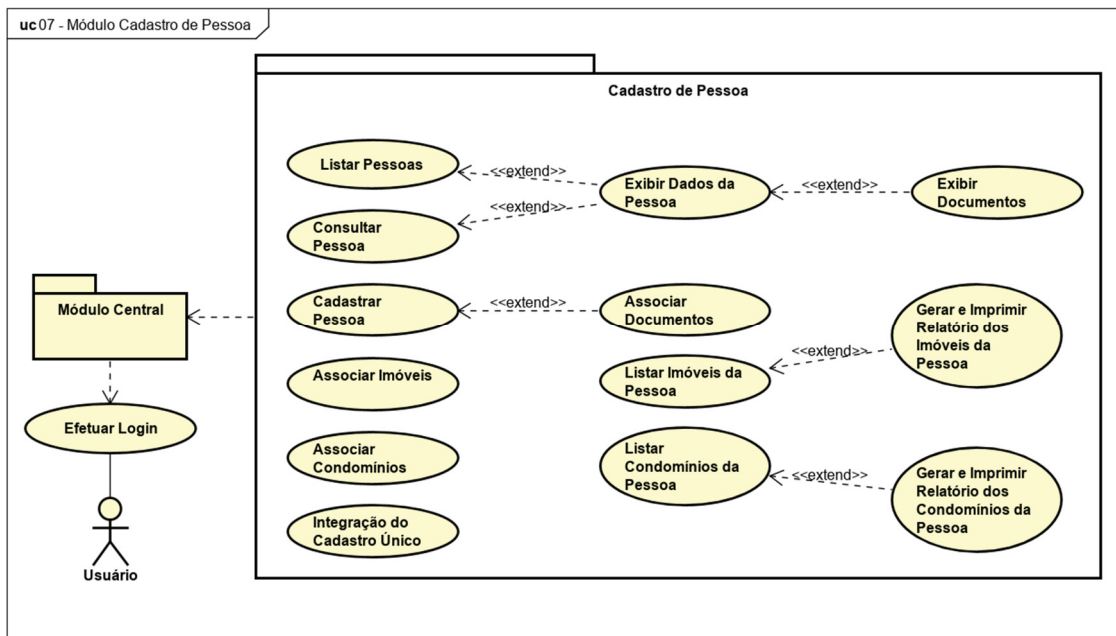 uc 07 - Módulo Cadastro de Pessoa
Cadastro de Pessoa
Listar Pessoas
<<extend>>
Exibir Dados da
Pessoa
<<extend>>
Exibir
Documentos
Consultar
Pessoa
<<extend>>
Módulo Central
Cadastrar
Pessoa
<<extend>>
Associar
Documentos
Gerar e Imprimir
Relatório dos
Imóveis da
Pessoa
<<extend>>
Associar Imóveis
Listar Imóveis da
Pessoa
Efetuar Login
Associar
Condomínios
Listar
Condomínios da
Pessoa
<<extend>>
Gerar e Imprimir
Relatório dos
Condomínios da
Pessoa
Integração do
Cadastro Único
Usuário